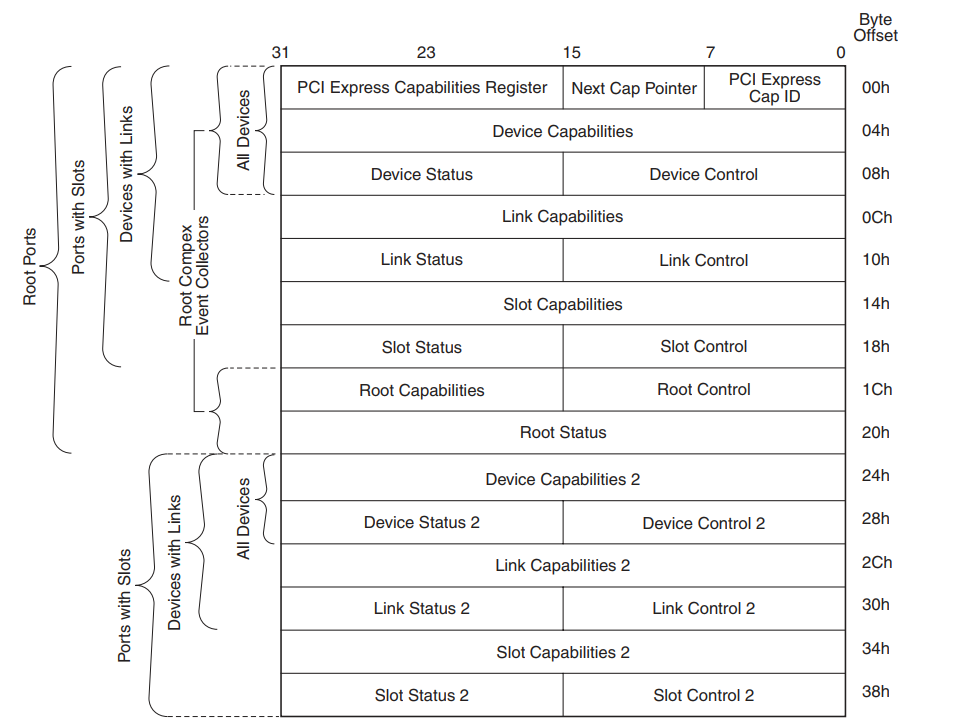 Byte
Offset
31 23 15 7 0
PCI Express Capabilities Register Next Cap Pointer PCI Express
Cap ID 00h
Device Capabilities 04h
Device Status Device Control 08h
Link Capabilities 0Ch
Link Status Link Control 10h
Slot Capabilities 14h
Slot Status Slot Control 18h
Root Capabilities Root Control 1Ch
Root Status 20h
Device Capabilities 2 24h
Device Status 2 Device Control 2 28h
Link Capabilities 2 2Ch
Link Status 2 Link Control 2 30h
Slot Capabilities 2 34h
Slot Status 2 Slot Control 2 38h
Root Ports
Ports with Slots
Devices with Links
Root Compex
Event Collectors
All Devices
Ports with Slots
Devices with Links
All Devices